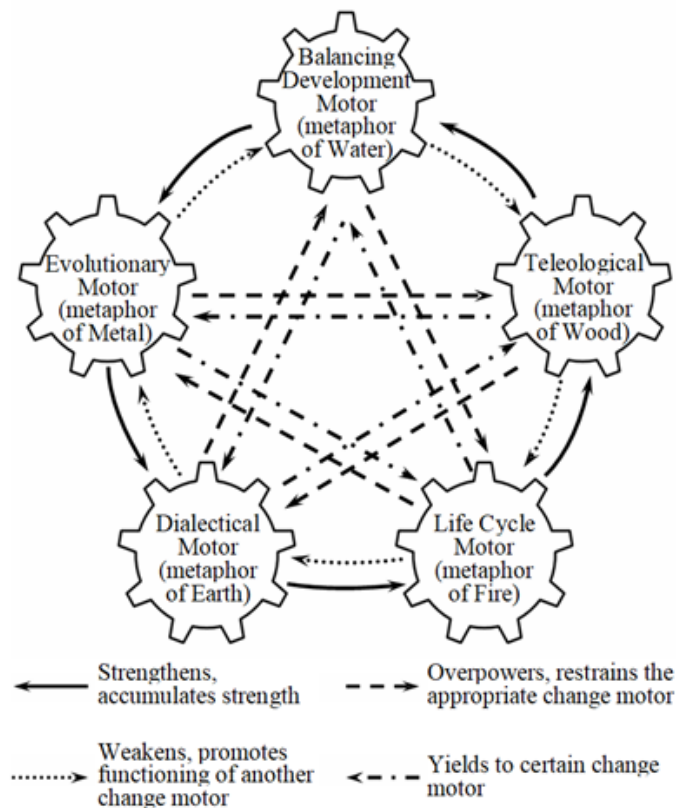 Balancing
Development
Motor
(metaphor
of Water)
Evolutionary
Motor
(metaphor
of Metal)
Teleological
Motor
(metaphor
of Wood)
Dialectical
Motor
(metaphor
of Earth)
Life Cycle
Motor
(metaphor
of Fire)
Strengthens,
accumulates strength
Overpowers, restrains the
appropriate change motor
Weakens, promotes
functioning of another
change motor
Yields to certain change
motor